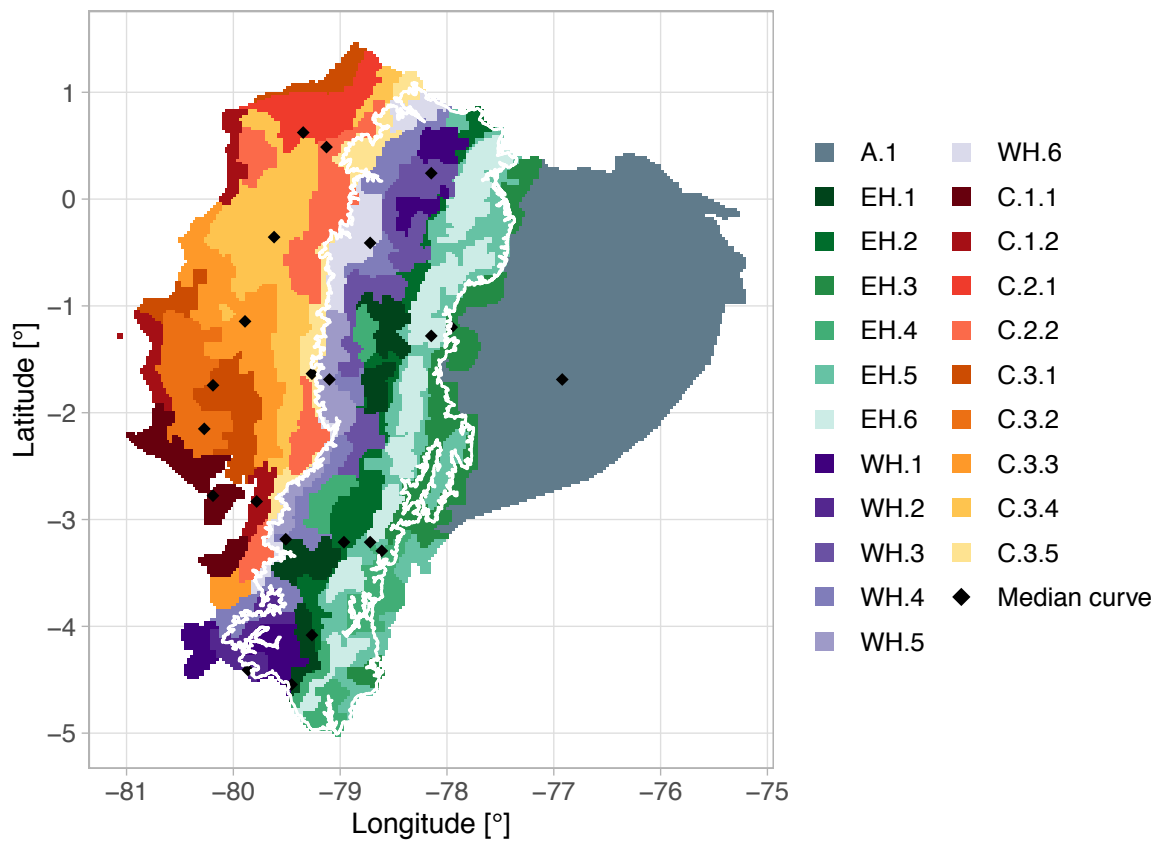 1
0
−1
−2
−3
−4
−5
Latitude [°]
−81 −80 −79 −78 −77 −76 −75
Longitude [°]
A.1
EH.1
EH.2
EH.3
EH.4
EH.5
EH.6
WH.1
WH.2
WH.3
WH.4
WH.5
WH.6
C.1.1
C.1.2
C.2.1
C.2.2
C.3.1
C.3.2
C.3.3
C.3.4
C.3.5
Median curve